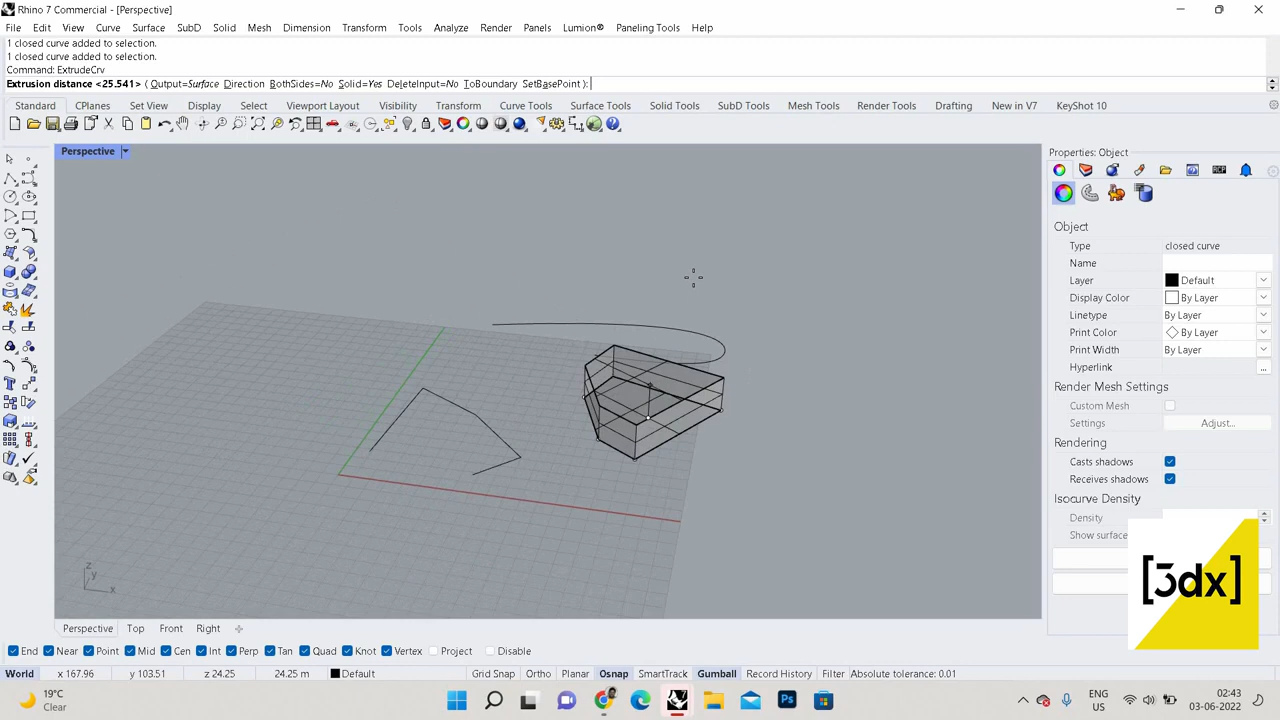 Rhino 7 Commercial - [Perspective]
File Edit View Curve Surface SubD Solid Mesh Dimension Transform Tools Analyze Render Panels Lumion® Paneling Tools Help
1 closed curve added to selection.
1 closed curve added to selection.
Command: ExtrudeCrv
Extrusion distance <25.541> ( Output=Surface Direction BothSides=No Solid=Yes DeleteInput=No ToBoundary SetBasePoint ):
Standard CPlanes Set View Display Select Viewport Layout Visibility Transform Curve Tools Surface Tools Solid Tools SubD Tools Mesh Tools Render Tools Drafting New in V7 KeyShot 10
Perspective
Properties: Object
RCP
Object
Type closed curve
Name
Layer Default
Display Color By Layer
Linetype By Layer
Print Color By Layer
Print Width By Layer
Hyperlink ...
Render Mesh Settings
Custom Mesh
Settings Adjust...
Rendering
Casts shadows
Receives shadows
Isocurve Density
Density
Show surface
[3dx]
z
y
x
Perspective Top Front Right
End Near Point Mid Cen Int Perp Tan Quad Knot Vertex Project Disable
World x 167.96 y 103.51 z 24.25 24.25 m Default Grid Snap Ortho Planar Osnap SmartTrack Gumball Record History Filter Absolute tolerance: 0.01
19°C
Clear
Ps
ENG
US
21:43
03-06-2022